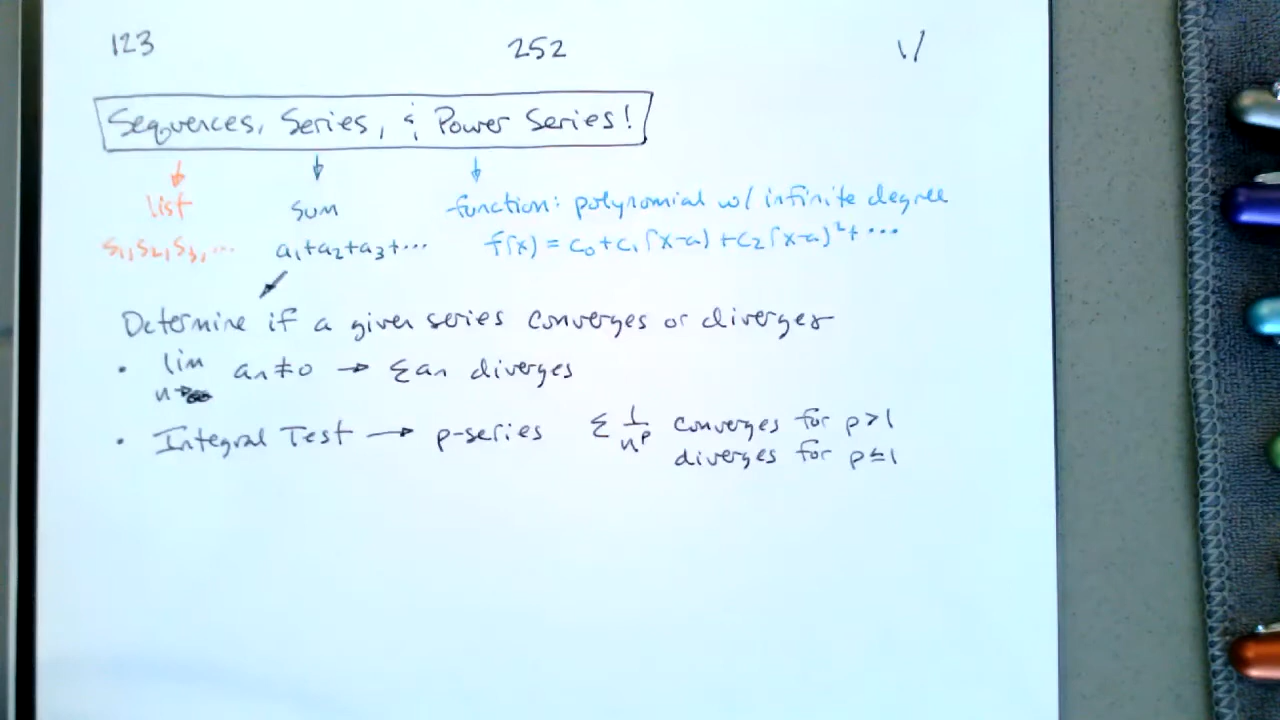 123 252 1/
Sequences, Series, & Power Series!
list sum function: polynomial w/ infinite degree
s₁, s₂, s₃, ... a₁+a₂+a₃+... f(x) = c₀+c₁(x-a)+c₂(x-a)²+...
Determine if a given series converges or diverges
• lim n→∞ aₙ≠0 → Σaₙ diverges
• Integral Test → p-series Σ 1/nᵖ converges for p>1
diverges for p≤1